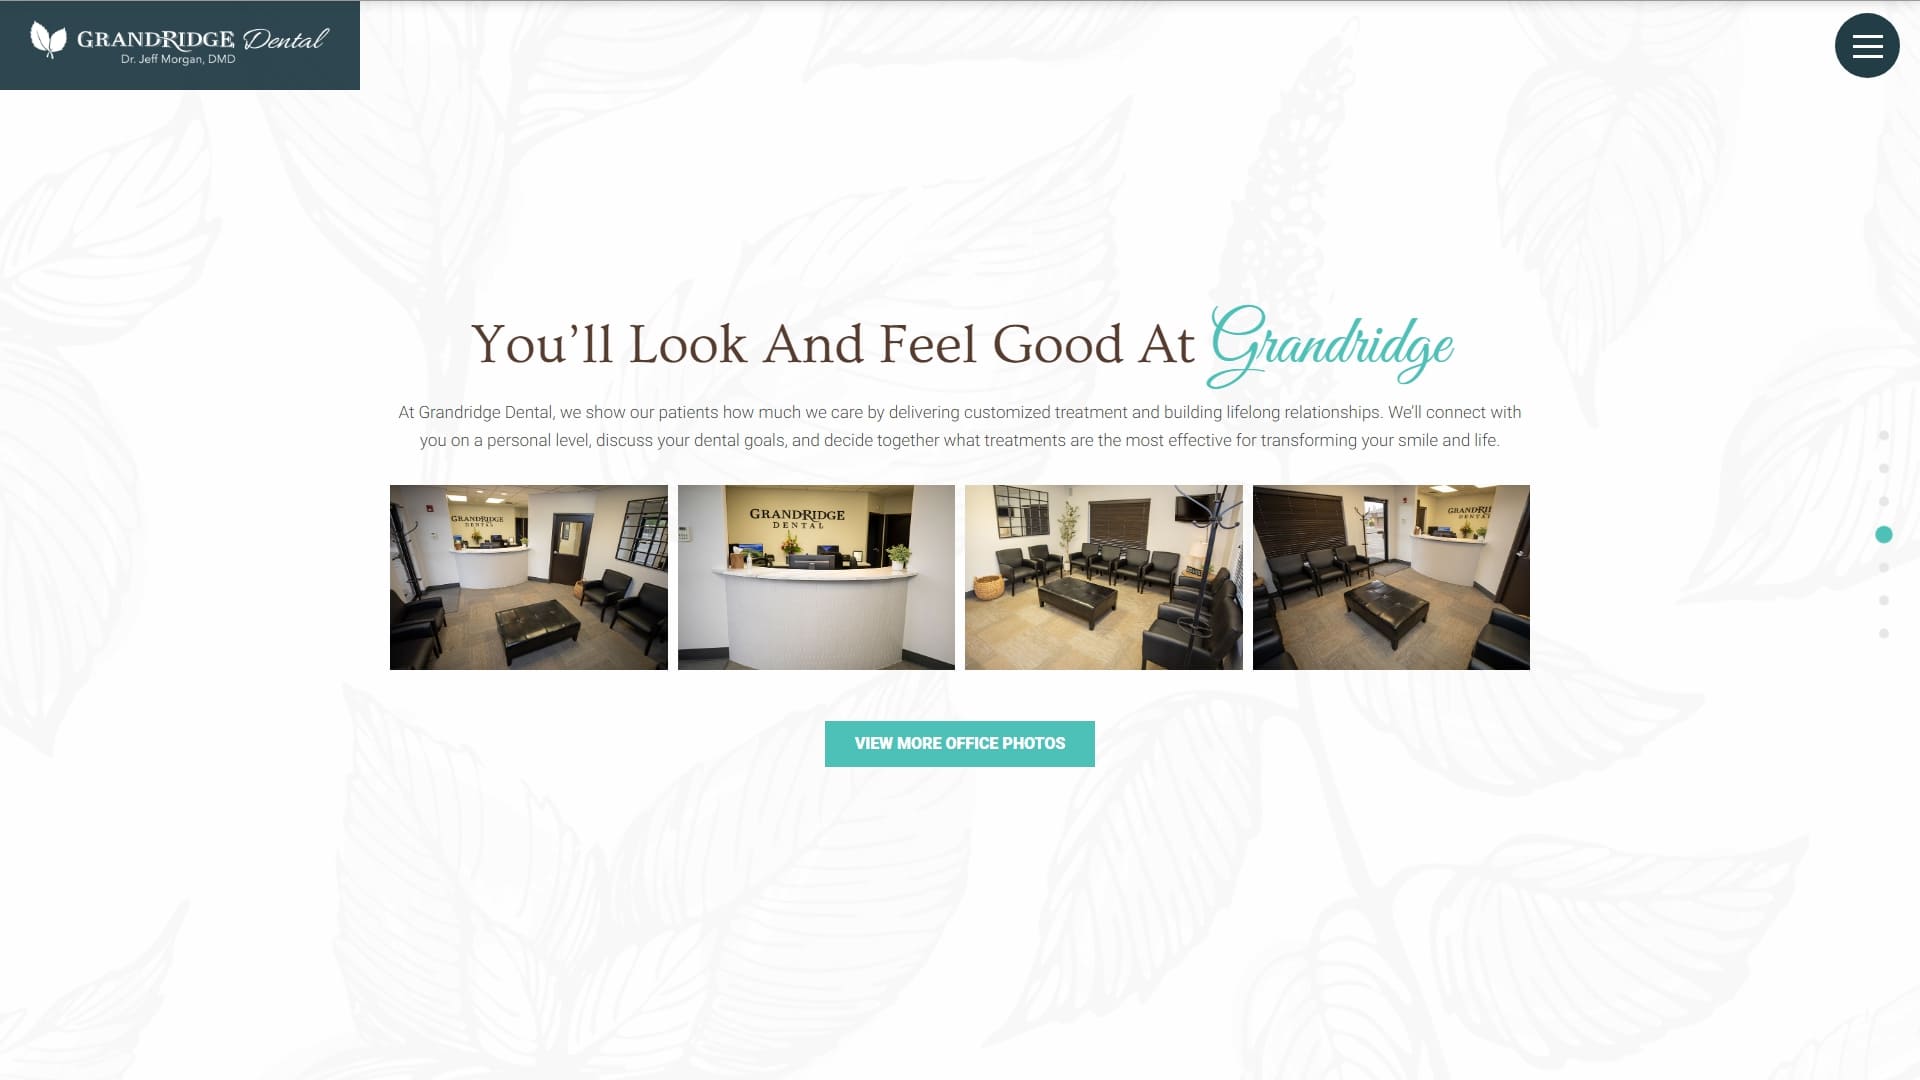 GRANDRIDGE Dental
Dr. Jeff Morgan, DMD
You’ll Look And Feel Good At Grandridge
At Grandridge Dental, we show our patients how much we care by delivering customized treatment and building lifelong relationships. We’ll connect with
you on a personal level, discuss your dental goals, and decide together what treatments are the most effective for transforming your smile and life.
GRANDRIDGE
DENTAL
GRANDRIDGE
DENTAL
GRANDRI
DENTAL
VIEW MORE OFFICE PHOTOS